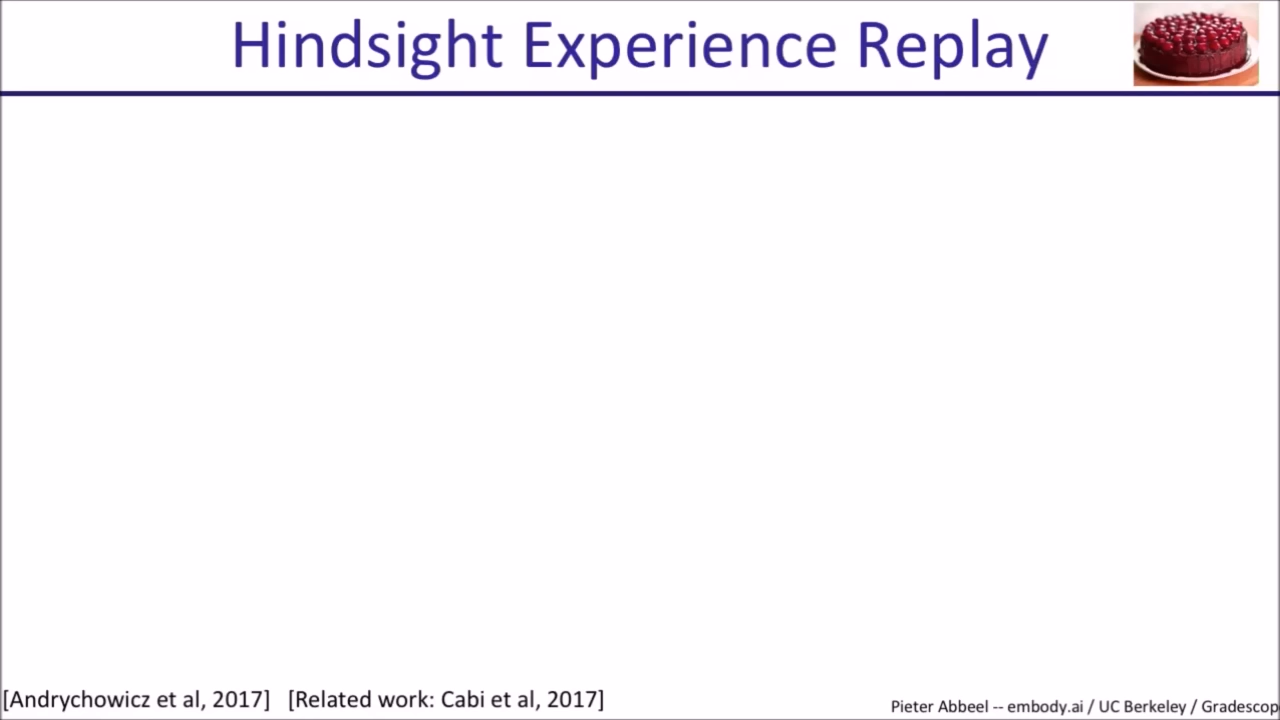 Hindsight Experience Replay
[Andrychowicz et al, 2017] [Related work: Cabi et al, 2017]
Pieter Abbeel -- embody.ai / UC Berkeley / Gradescop